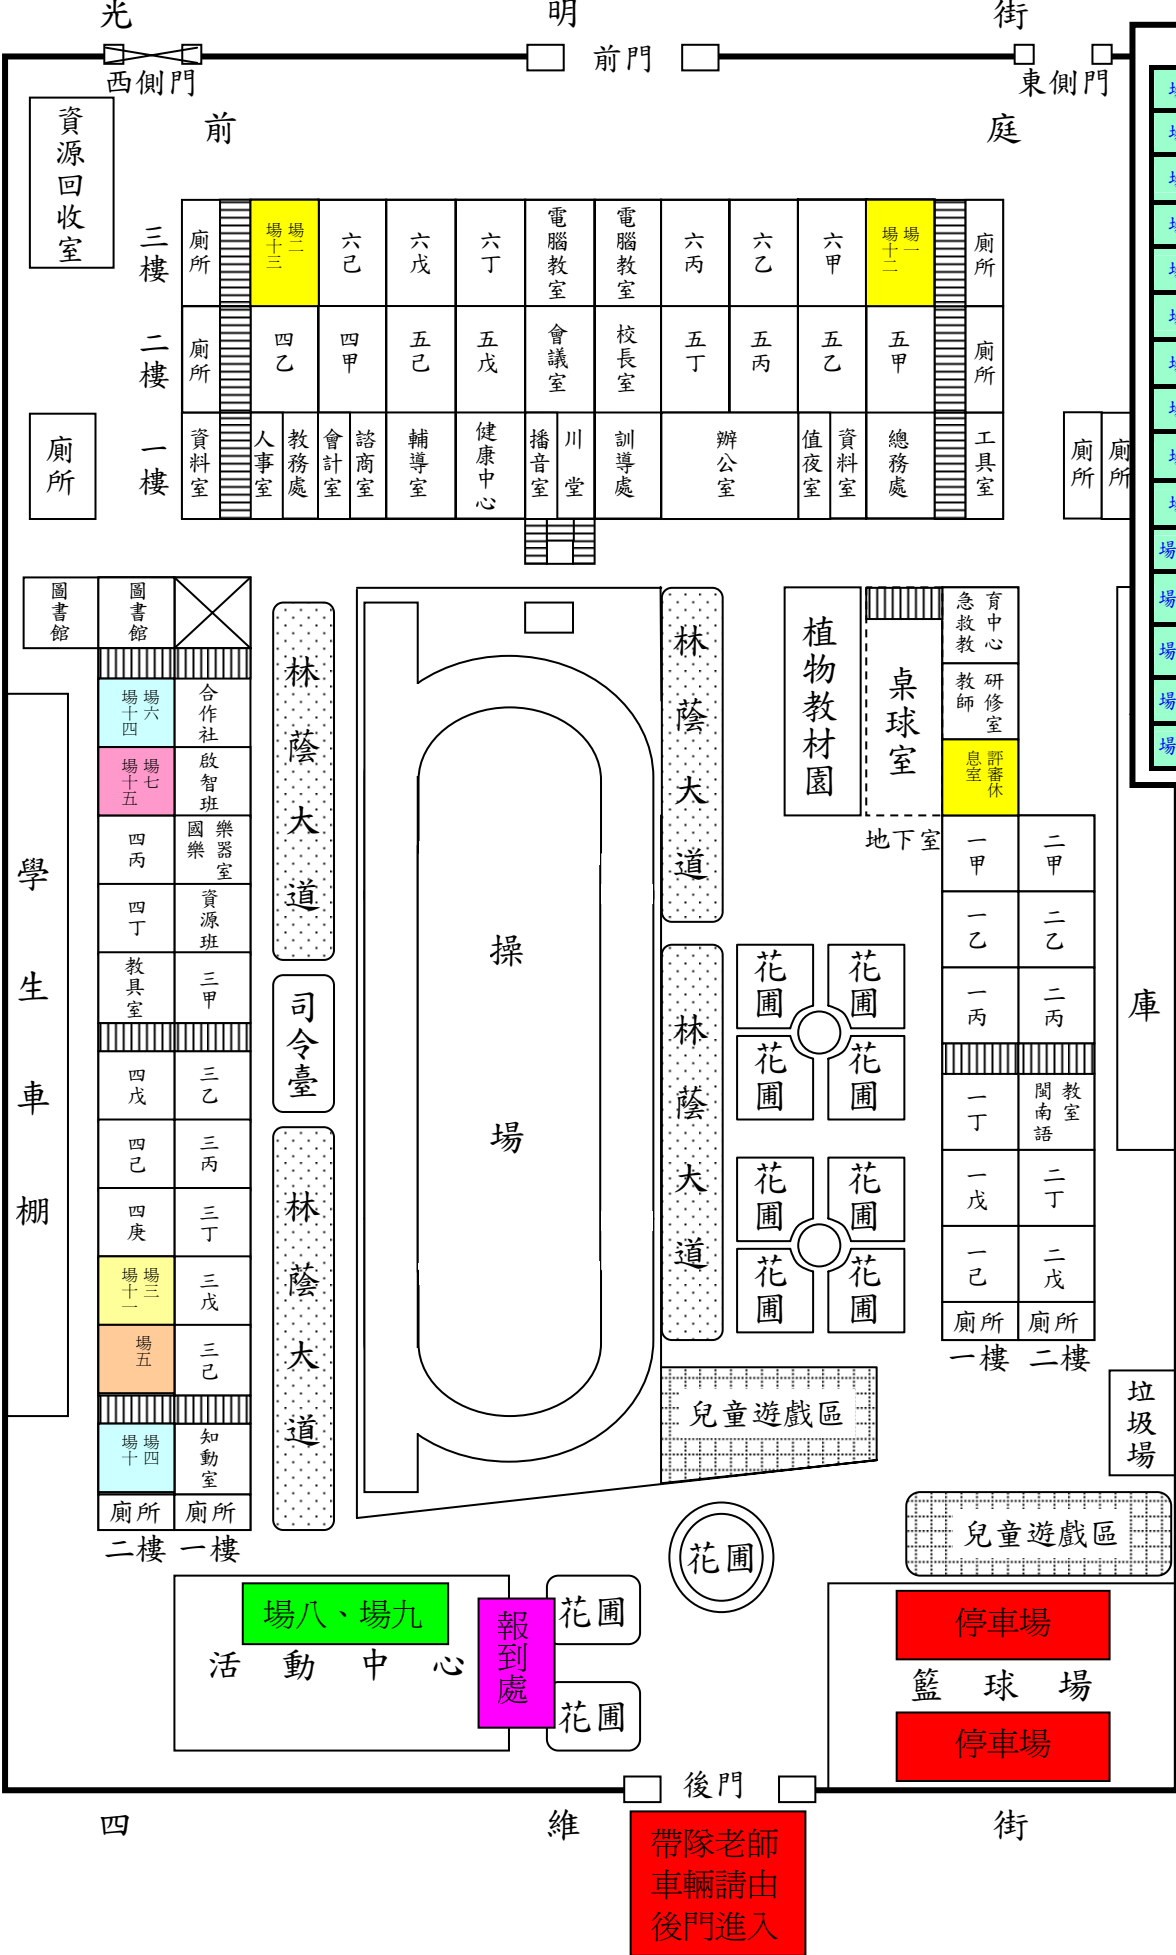 光 明 街
前門
西側門
東側門
資源回收室
前 庭
三樓
廁所
場二
場十三
六己
六戊
六丁
電腦教室
電腦教室
六丙
六乙
六甲
場一
場十二
廁所
二樓
廁所
四乙
四甲
五己
五戊
會議室
校長室
五丁
五丙
五乙
五甲
廁所
廁所
一樓
資料室
人事室
教務處
會計室
諮商室
輔導室
健康中心
播音室
川堂
訓導處
辦公室
值夜室
資料室
總務處
工具室
廁所
廁所
圖書館
圖書館
場六
場十四
合作社
場七
場十五
啟智班
四丙
國樂
樂器室
四丁
資源班
教具室
三甲
四戊
三乙
四己
三丙
四庚
三丁
場三
場十一
三戊
場五
三己
場四
場十
知動室
廁所
廁所
二樓
一樓
學生車棚
林蔭大道
司令臺
林蔭大道
操場
林蔭大道
林蔭大道
植物教材園
桌球室
地下室
急救教
育中心
教師
研修室
評審休
息室
一甲
二甲
一乙
二乙
一丙
二丙
一丁
閩南語
教室
一戊
二丁
一己
二戊
廁所
廁所
一樓
二樓
庫
花圃
花圃
花圃
花圃
花圃
花圃
花圃
花圃
兒童遊戲區
垃圾場
兒童遊戲區
花圃
場八、場九
活動中心
報到處
花圃
花圃
停車場
籃球場
停車場
後門
四 維 街
帶隊老師
車輛請由
後門進入
場
場
場
場
場